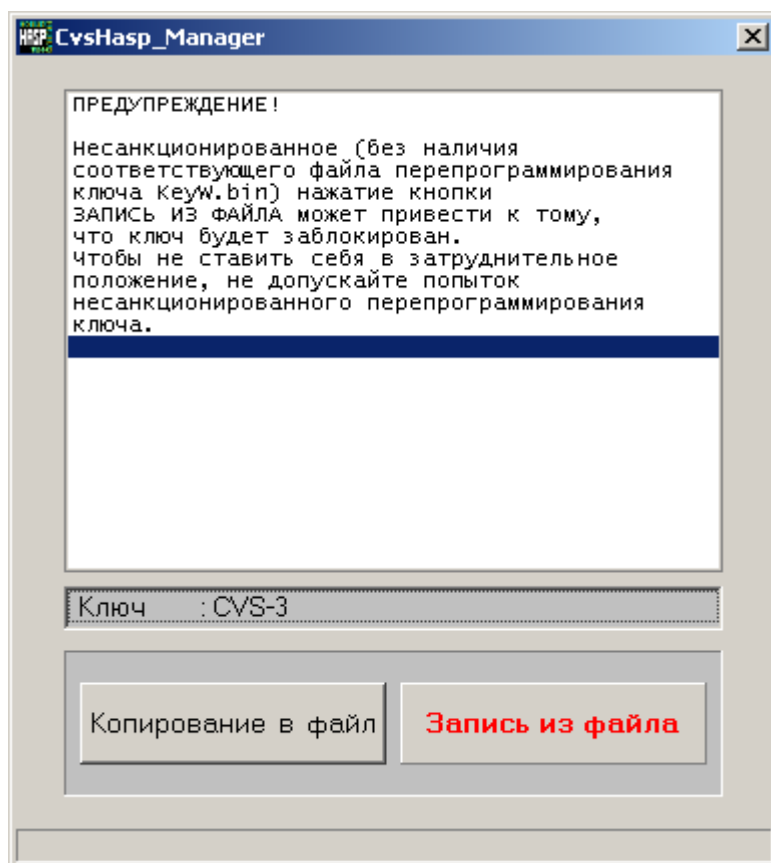 CvsHasp_Manager
ПРЕДУПРЕЖДЕНИЕ!
Несанкционированное (без наличия
соответствующего файла перепрограммирования
ключа KeyW.bin) нажатие кнопки
ЗАПИСЬ ИЗ ФАЙЛА может привести к тому,
что ключ будет заблокирован.
Чтобы не ставить себя в затруднительное
положение, не допускайте попыток
несанкционированного перепрограммирования
ключа.
Ключ : CVS-3
Копирование в файл
Запись из файла